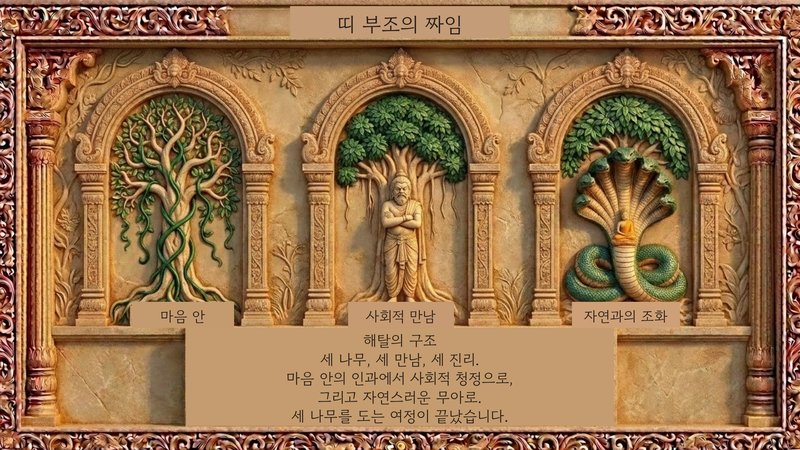 띠 부조의 짜임
마음 안
사회적 만남
자연과의 조화
해탈의 구조
세 나무, 세 만남, 세 진리.
마음 안의 인과에서 사회적 청정으로,
그리고 자연스러운 무아로.
세 나무를 도는 여정이 끝났습니다.